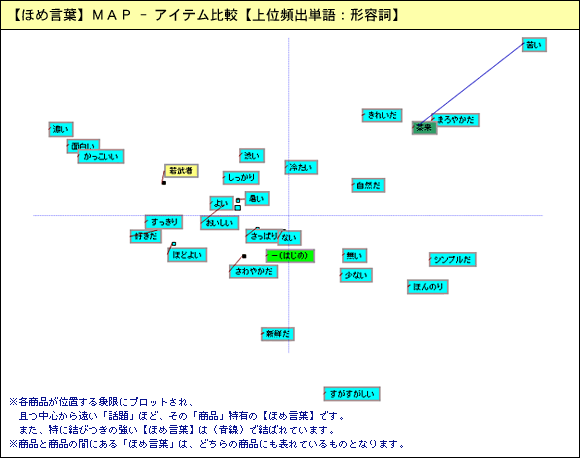 【ほめ言葉】ＭＡＰ － アイテム比較【上位頻出単語：形容詞】
苦い
きれいだ
まろやかだ
茶来
濃い
面白い
かっこいい
渋い
冷たい
若武者
しっかり
自然だ
よい
暑い
すっきり
おいしい
好きだ
さっぱり
ない
ほどよい
一(はじめ)
無い
シンプルだ
さわやかだ
少ない
ほんのり
新鮮だ
すがすがしい
※各商品が位置する象限にプロットされ、
且つ中心から遠い「話題」ほど、その「商品」特有の【ほめ言葉】です。
また、特に結びつきの強い【ほめ言葉】は（青線）で結ばれています。
※商品と商品の間にある「ほめ言葉」は、どちらの商品にも表れているものとなります。